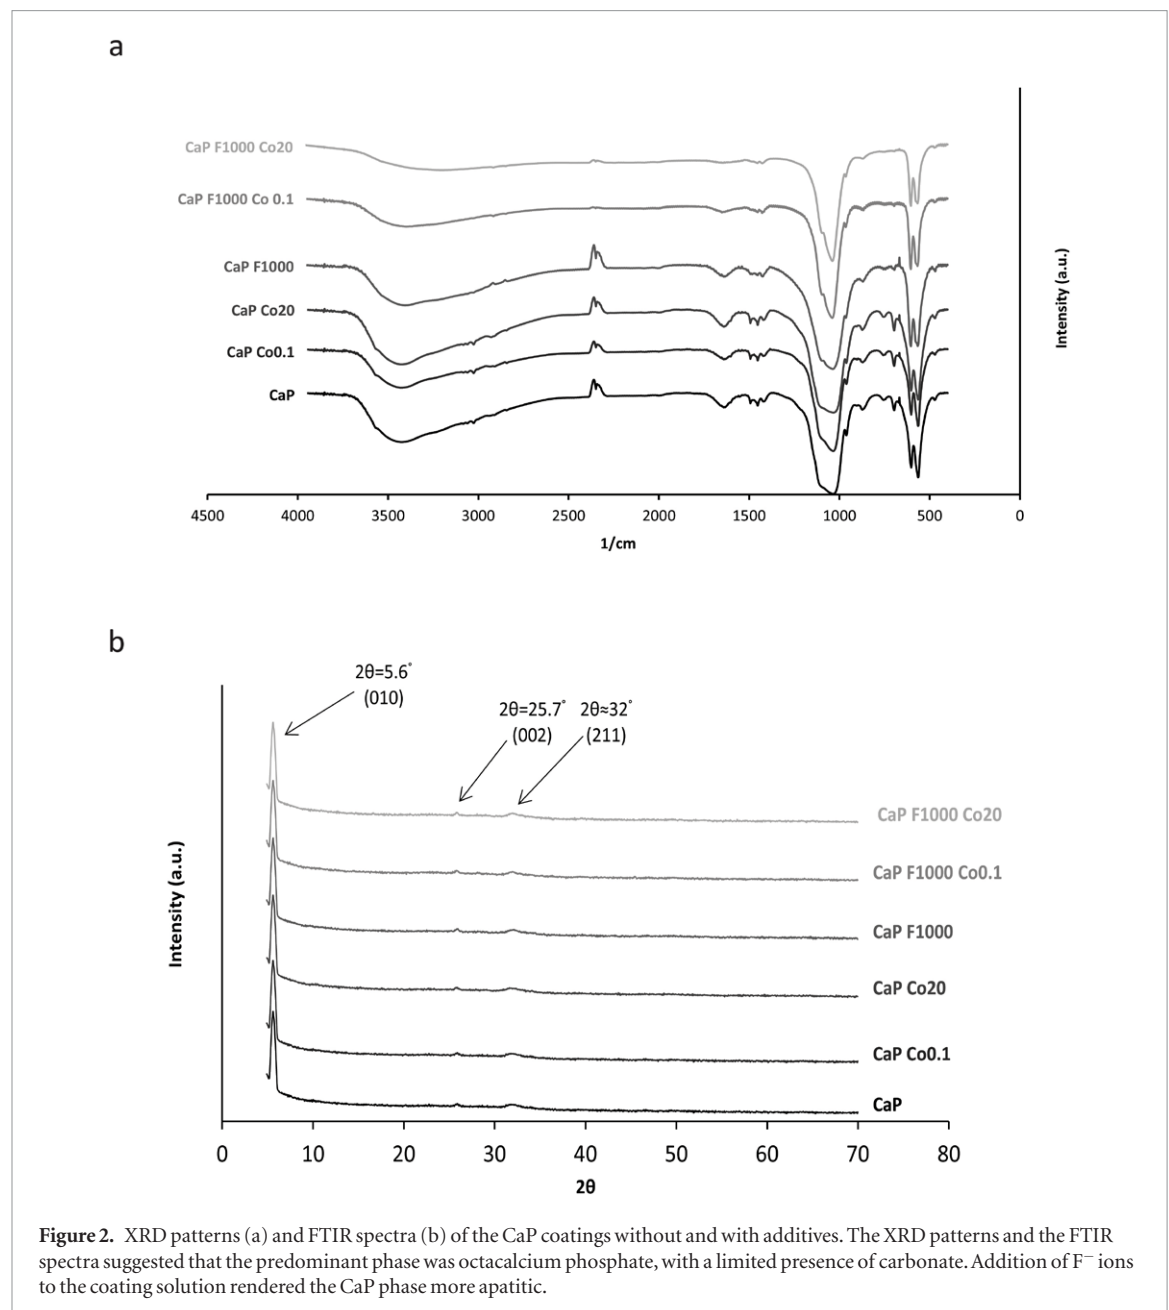 a
CaP F1000 Co20
CaP F1000 Co 0.1
CaP F1000
CaP Co20
CaP Co0.1
CaP
Intensity (a.u.)
4500 4000 3500 3000 2500 2000 1500 1000 500 0
1/cm
b
2θ=5.6°
(010)
2θ=25.7° 2θ≈32°
(002) (211)
Intensity (a.u.)
CaP F1000 Co20
CaP F1000 Co0.1
CaP F1000
CaP Co20
CaP Co0.1
CaP
0 10 20 30 40 50 60 70 80
2θ
Figure 2. XRD patterns (a) and FTIR spectra (b) of the CaP coatings without and with additives. The XRD patterns and the FTIR
spectra suggested that the predominant phase was octacalcium phosphate, with a limited presence of carbonate. Addition of F⁻ ions
to the coating solution rendered the CaP phase more apatitic.